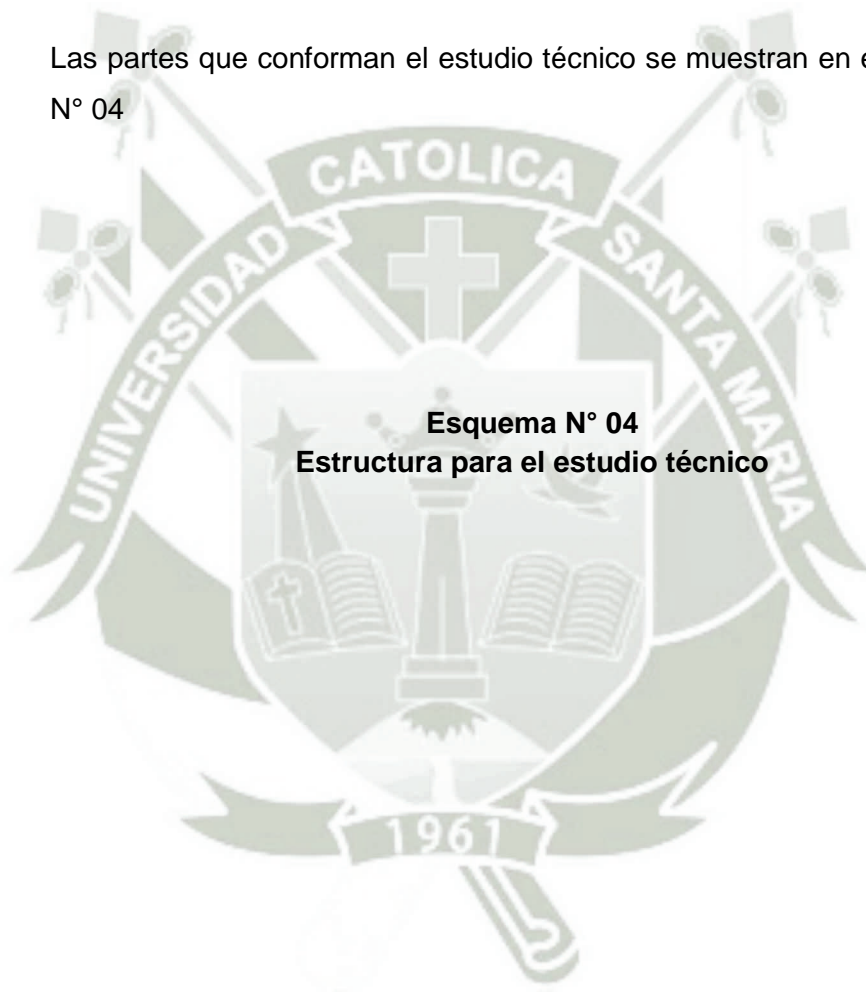 Las partes que conforman el estudio técnico se muestran en e
N° 04
CATOLICA
UNIVERSIDAD
SANTA MARIA
Esquema N° 04
Estructura para el estudio técnico
1961